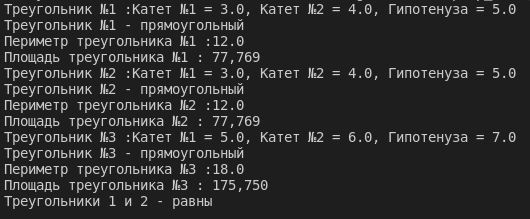 Треугольник №1 :Катет №1 = 3.0, Катет №2 = 4.0, Гипотенуза = 5.0
Треугольник №1 - прямоугольный
Периметр треугольника №1 :12.0
Площадь треугольника №1 : 77,769
Треугольник №2 :Катет №1 = 3.0, Катет №2 = 4.0, Гипотенуза = 5.0
Треугольник №2 - прямоугольный
Периметр треугольника №2 :12.0
Площадь треугольника №2 : 77,769
Треугольник №3 :Катет №1 = 5.0, Катет №2 = 6.0, Гипотенуза = 7.0
Треугольник №3 - прямоугольный
Периметр треугольника №3 :18.0
Площадь треугольника №3 : 175,750
Треугольники 1 и 2 - равны